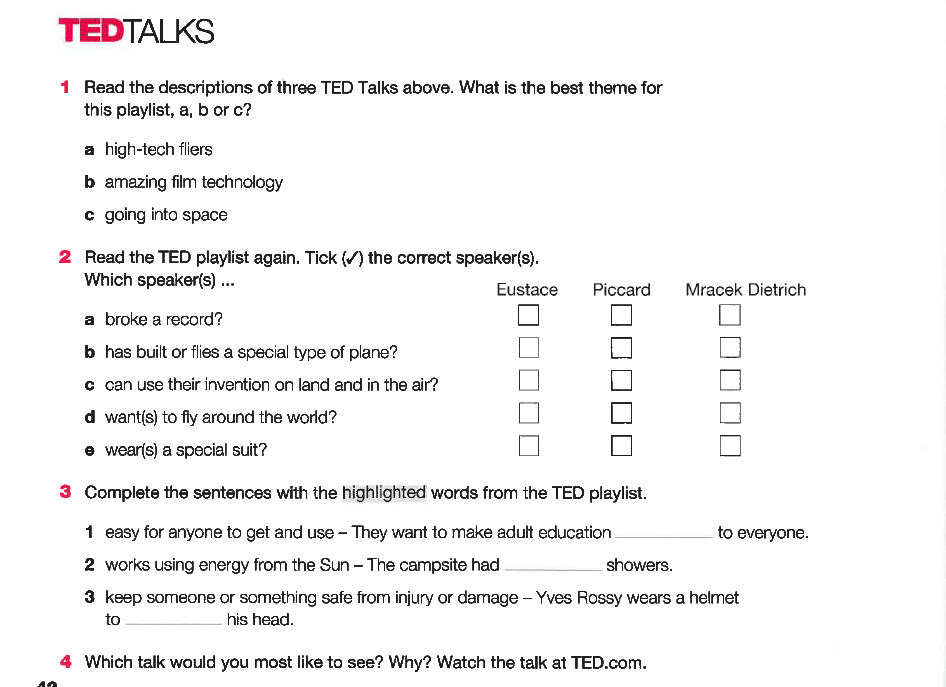 TEDTALKS
1 Read the descriptions of three TED Talks above. What is the best theme for
this playlist, a, b or c?
a high-tech fliers
b amazing film technology
c going into space
2 Read the TED playlist again. Tick (✓) the correct speaker(s).
Which speaker(s) ...
Eustace Piccard Mracek Dietrich
a broke a record?
b has built or flies a special type of plane?
c can use their invention on land and in the air?
d want(s) to fly around the world?
e wear(s) a special suit?
3 Complete the sentences with the highlighted words from the TED playlist.
1 easy for anyone to get and use – They want to make adult education ________ to everyone.
2 works using energy from the Sun – The campsite had ________ showers.
3 keep someone or something safe from injury or damage – Yves Rossy wears a helmet
to ________ his head.
4 Which talk would you most like to see? Why? Watch the talk at TED.com.